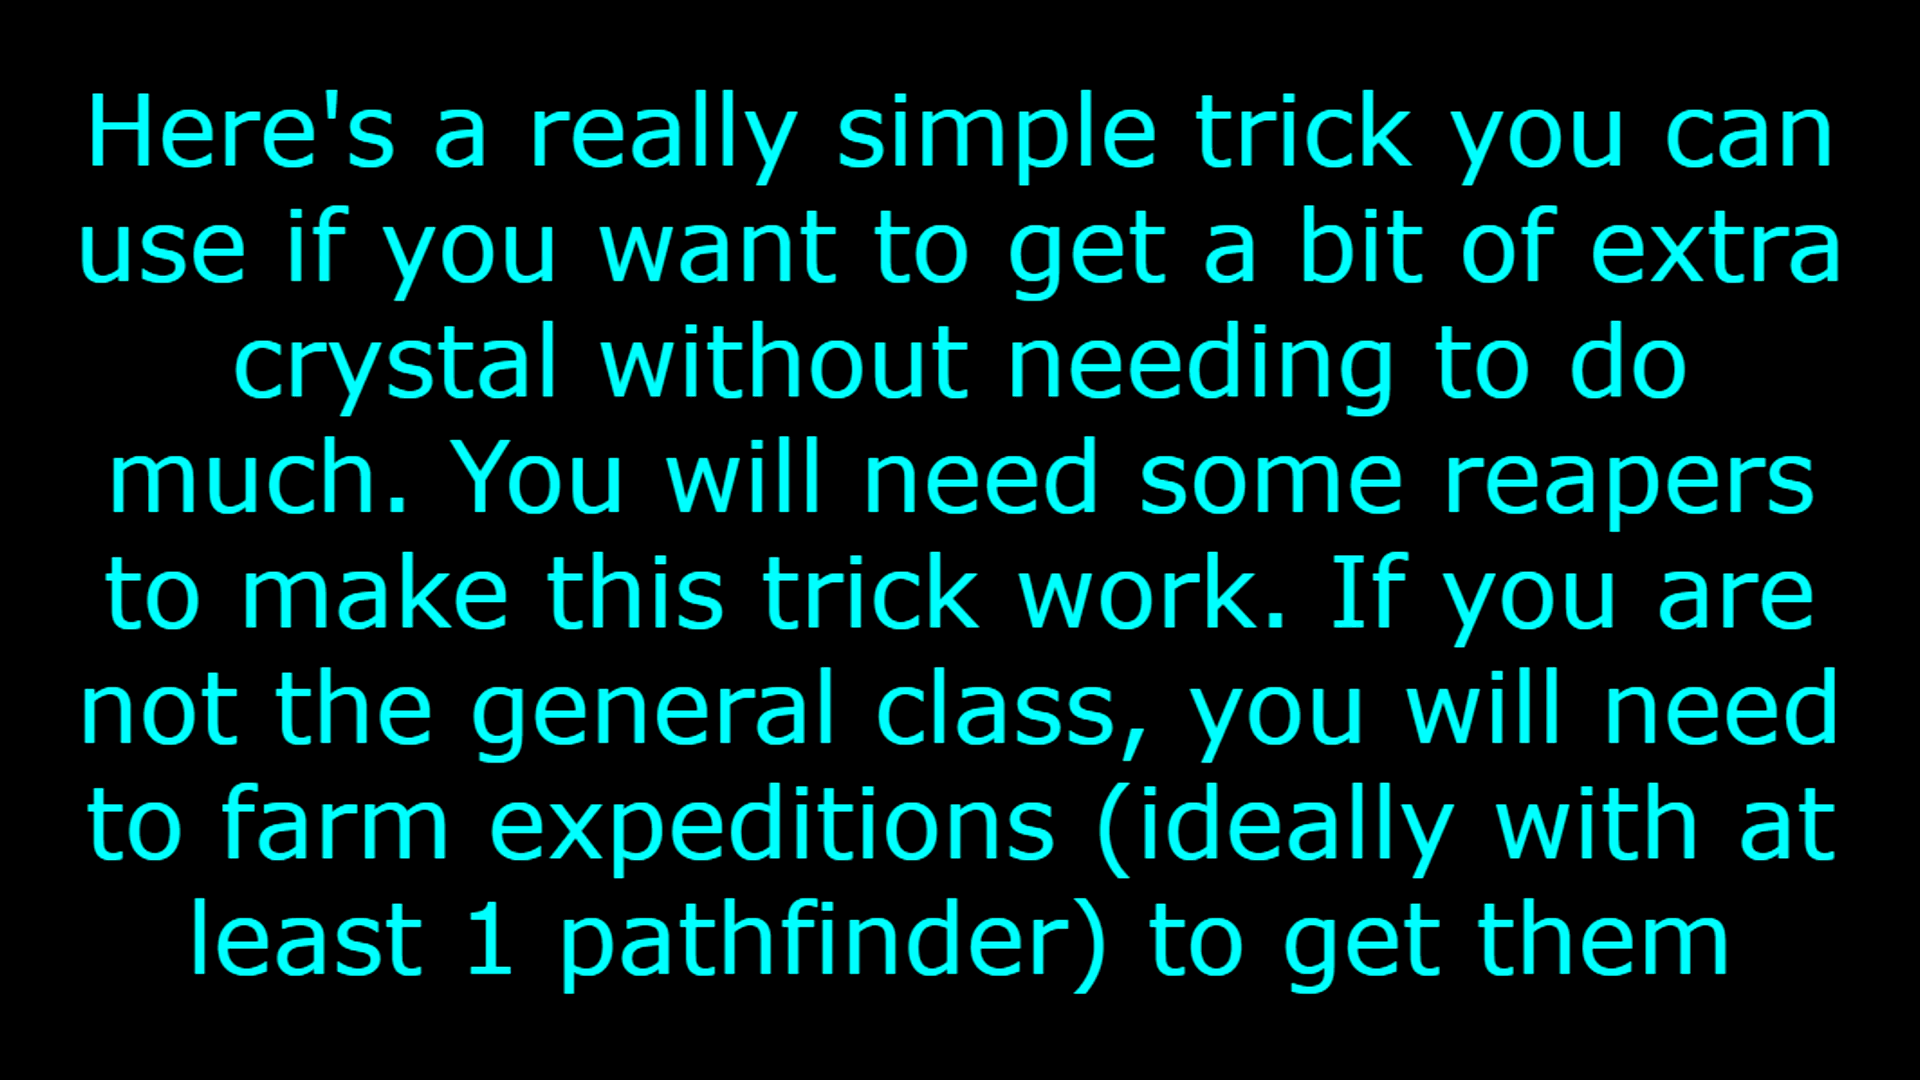 Here's a really simple trick you can
use if you want to get a bit of extra
crystal without needing to do
much. You will need some reapers
to make this trick work. If you are
not the general class, you will need
to farm expeditions (ideally with at
least 1 pathfinder) to get them